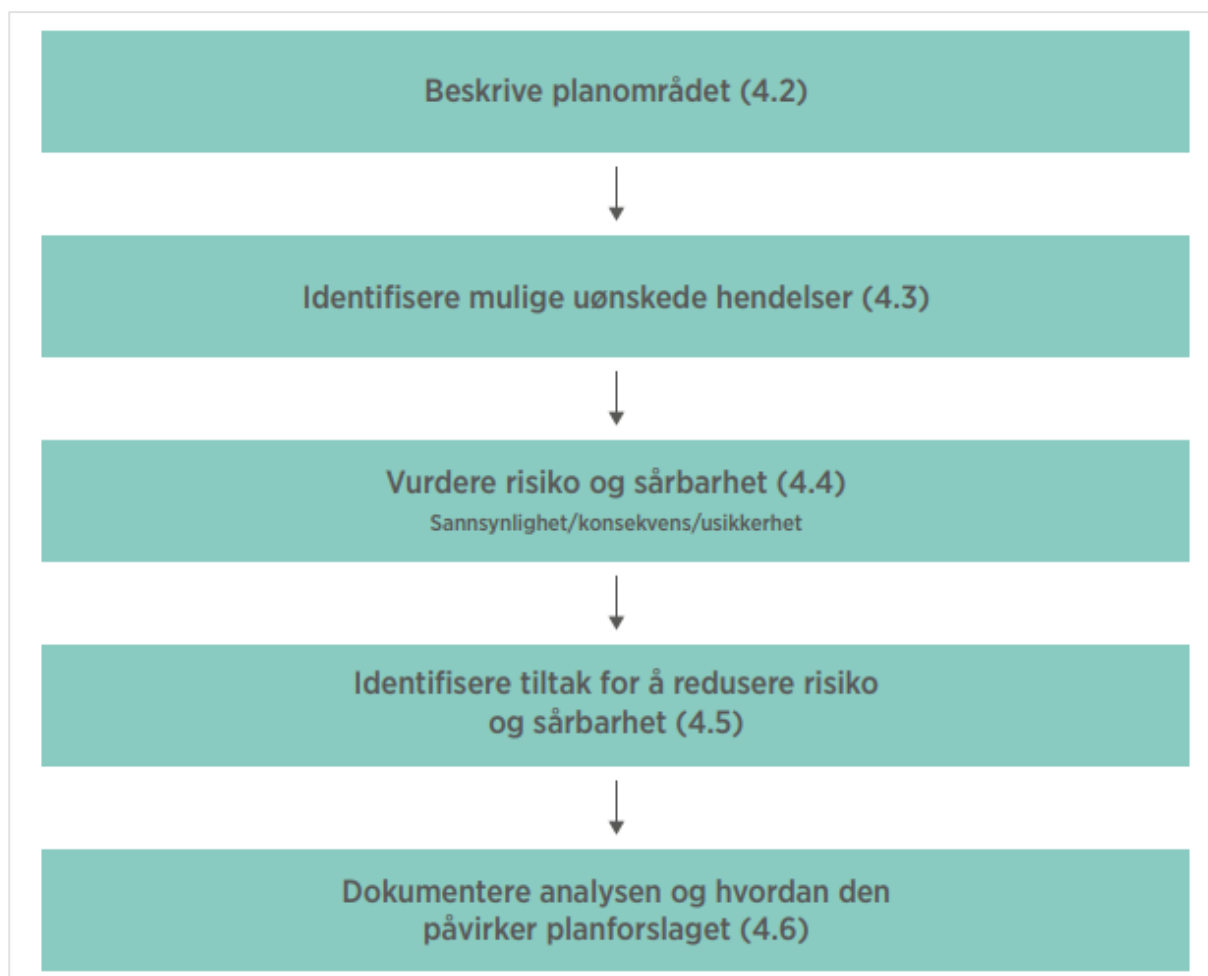 Beskrive planområdet (4.2)
Identifisere mulige uønskede hendelser (4.3)
Vurdere risiko og sårbarhet (4.4)
Sannsynlighet/konsekvens/usikkerhet
Identifisere tiltak for å redusere risiko
og sårbarhet (4.5)
Dokumentere analysen og hvordan den
påvirker planforslaget (4.6)